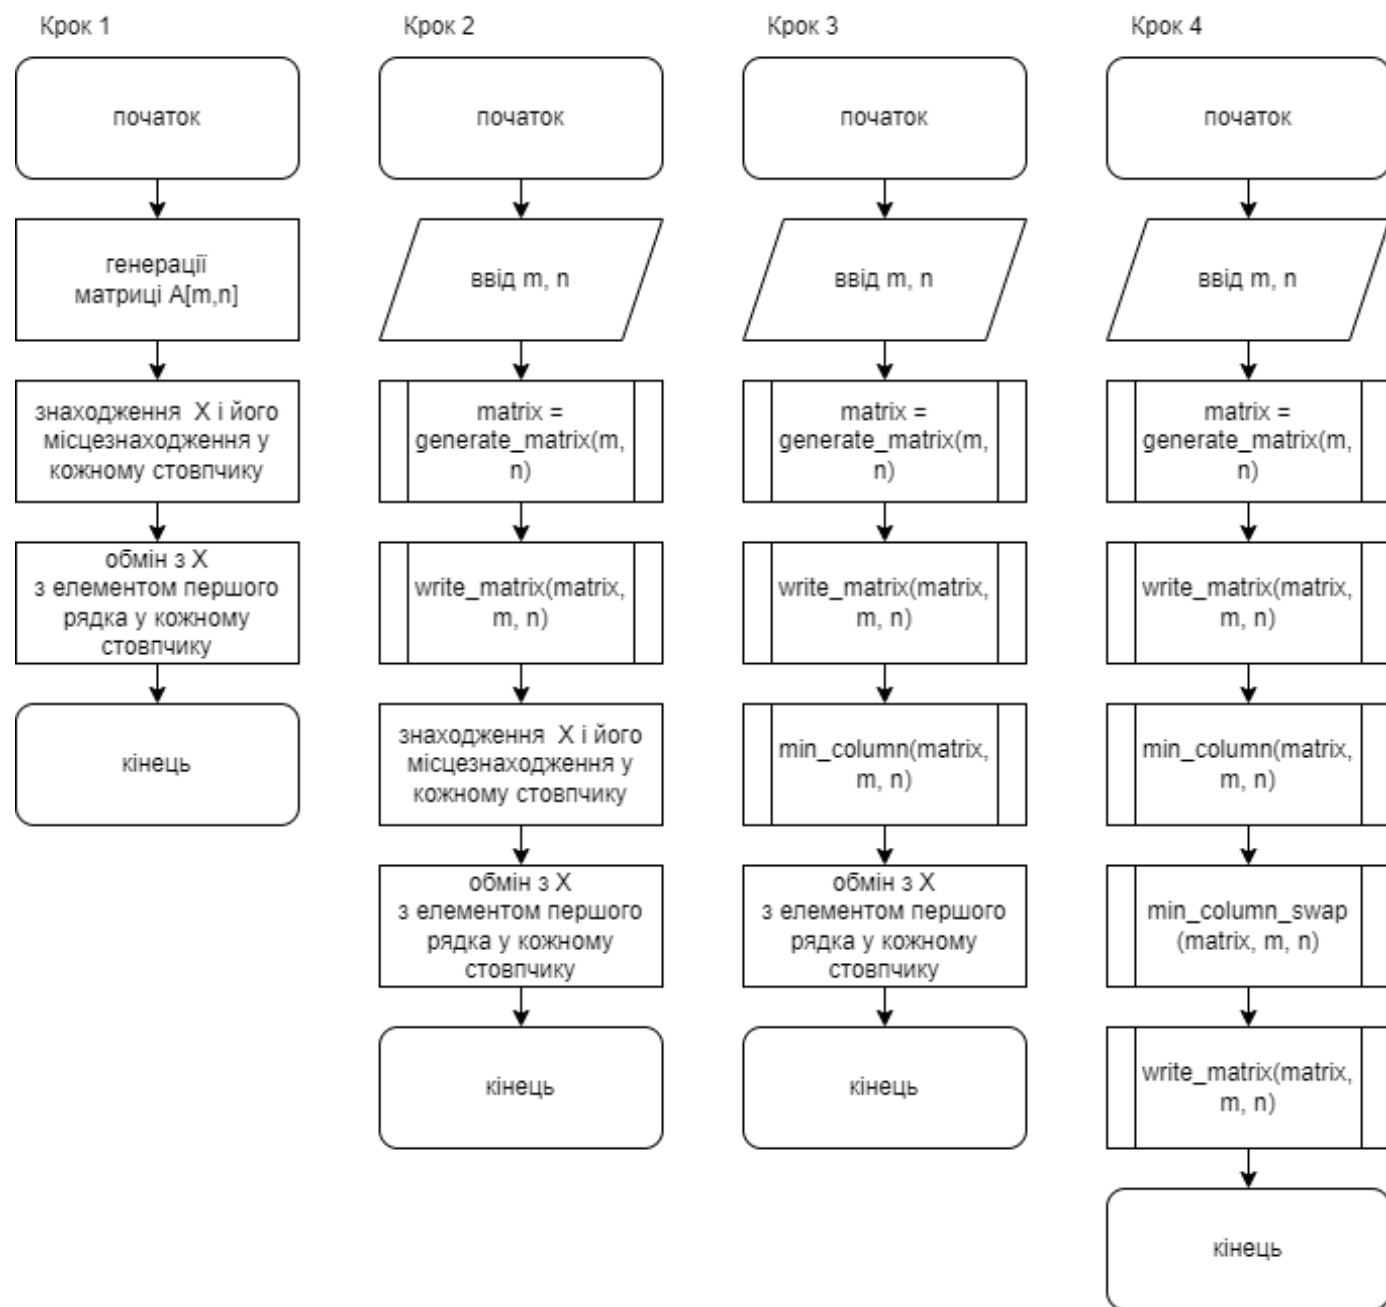 Крок 1
початок
генерації
матриці A[m,n]
знаходження X і його
місцезнаходження у
кожному стовпчику
обмін з X
з елементом першого
рядка у кожному
стовпчику
кінець
Крок 2
початок
ввід m, n
matrix =
generate_matrix(m,
n)
write_matrix(matrix,
m, n)
знаходження X і його
місцезнаходження у
кожному стовпчику
обмін з X
з елементом першого
рядка у кожному
стовпчику
кінець
Крок 3
початок
ввід m, n
matrix =
generate_matrix(m,
n)
write_matrix(matrix,
m, n)
min_column(matrix,
m, n)
обмін з X
з елементом першого
рядка у кожному
стовпчику
кінець
Крок 4
початок
ввід m, n
matrix =
generate_matrix(m,
n)
write_matrix(matrix,
m, n)
min_column(matrix,
m, n)
min_column_swap
(matrix, m, n)
write_matrix(matrix,
m, n)
кінець